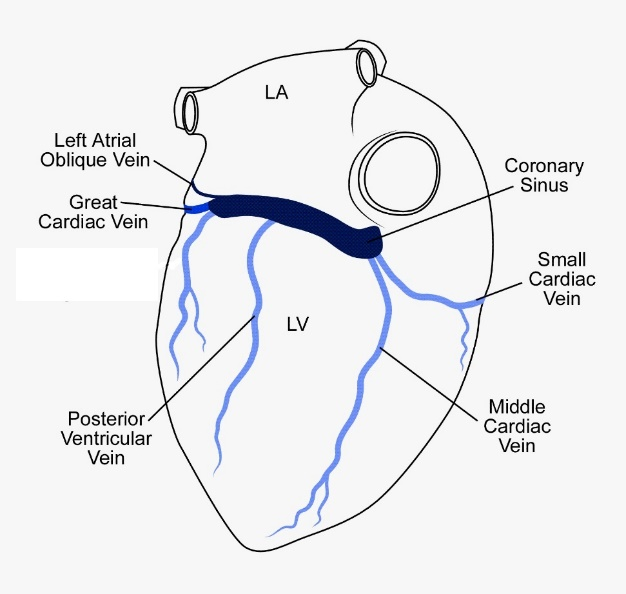 LA
Left Atrial
Oblique Vein
Great
Cardiac Vein
Coronary
Sinus
Small
Cardiac
Vein
LV
Posterior
Ventricular
Vein
Middle
Cardiac
Vein